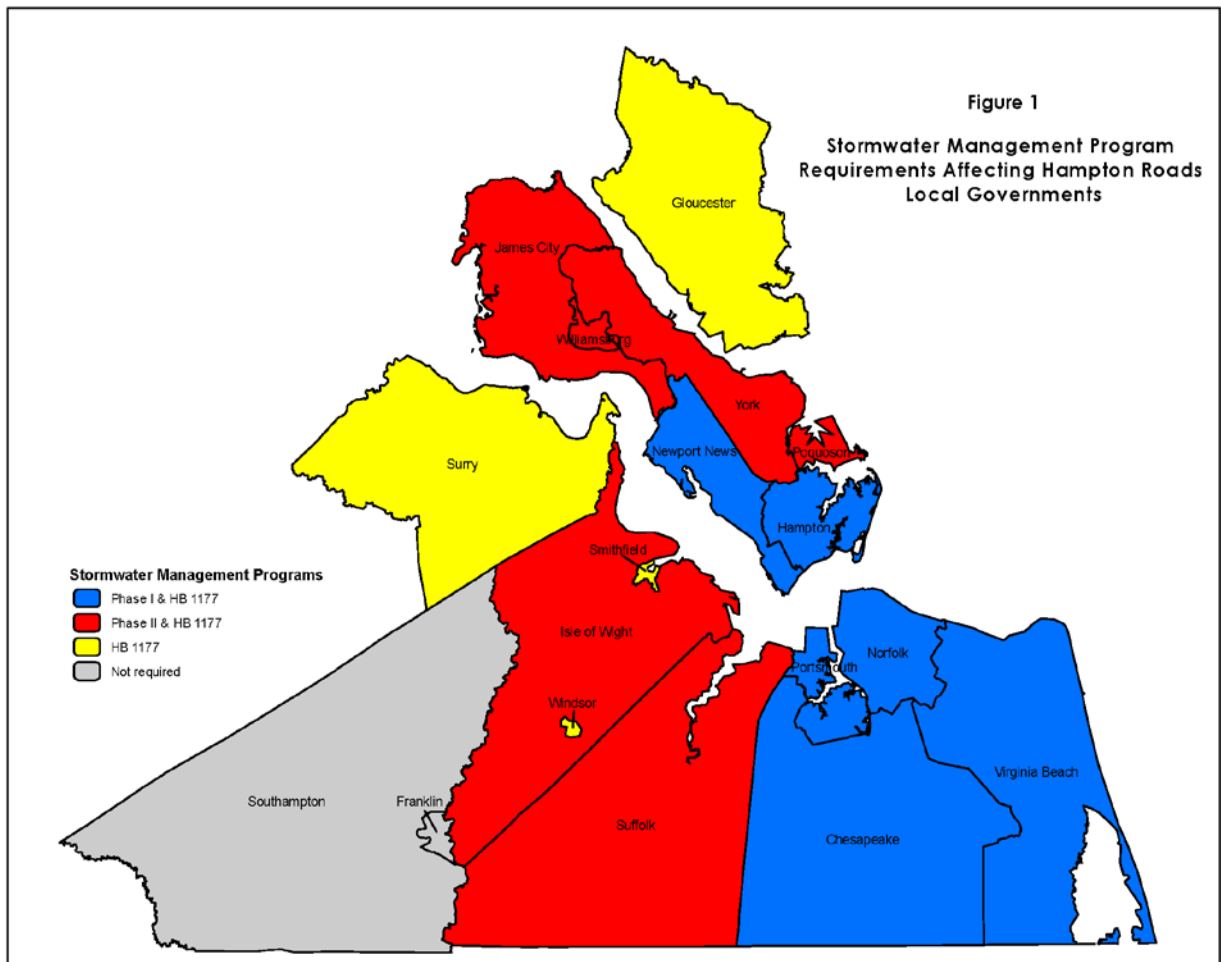 Figure 1
Stormwater Management Program
Requirements Affecting Hampton Roads
Local Governments
Gloucester
James City
Williamsburg
York
Newport News
Poquoson
Surry
Hampton
Smithfield
Stormwater Management Programs
Phase I & HB 1177
Phase II & HB 1177
HB 1177
Not required
Isle of Wight
Norfolk
Portsmouth
Windsor
Virginia Beach
Southampton
Franklin
Suffolk
Chesapeake